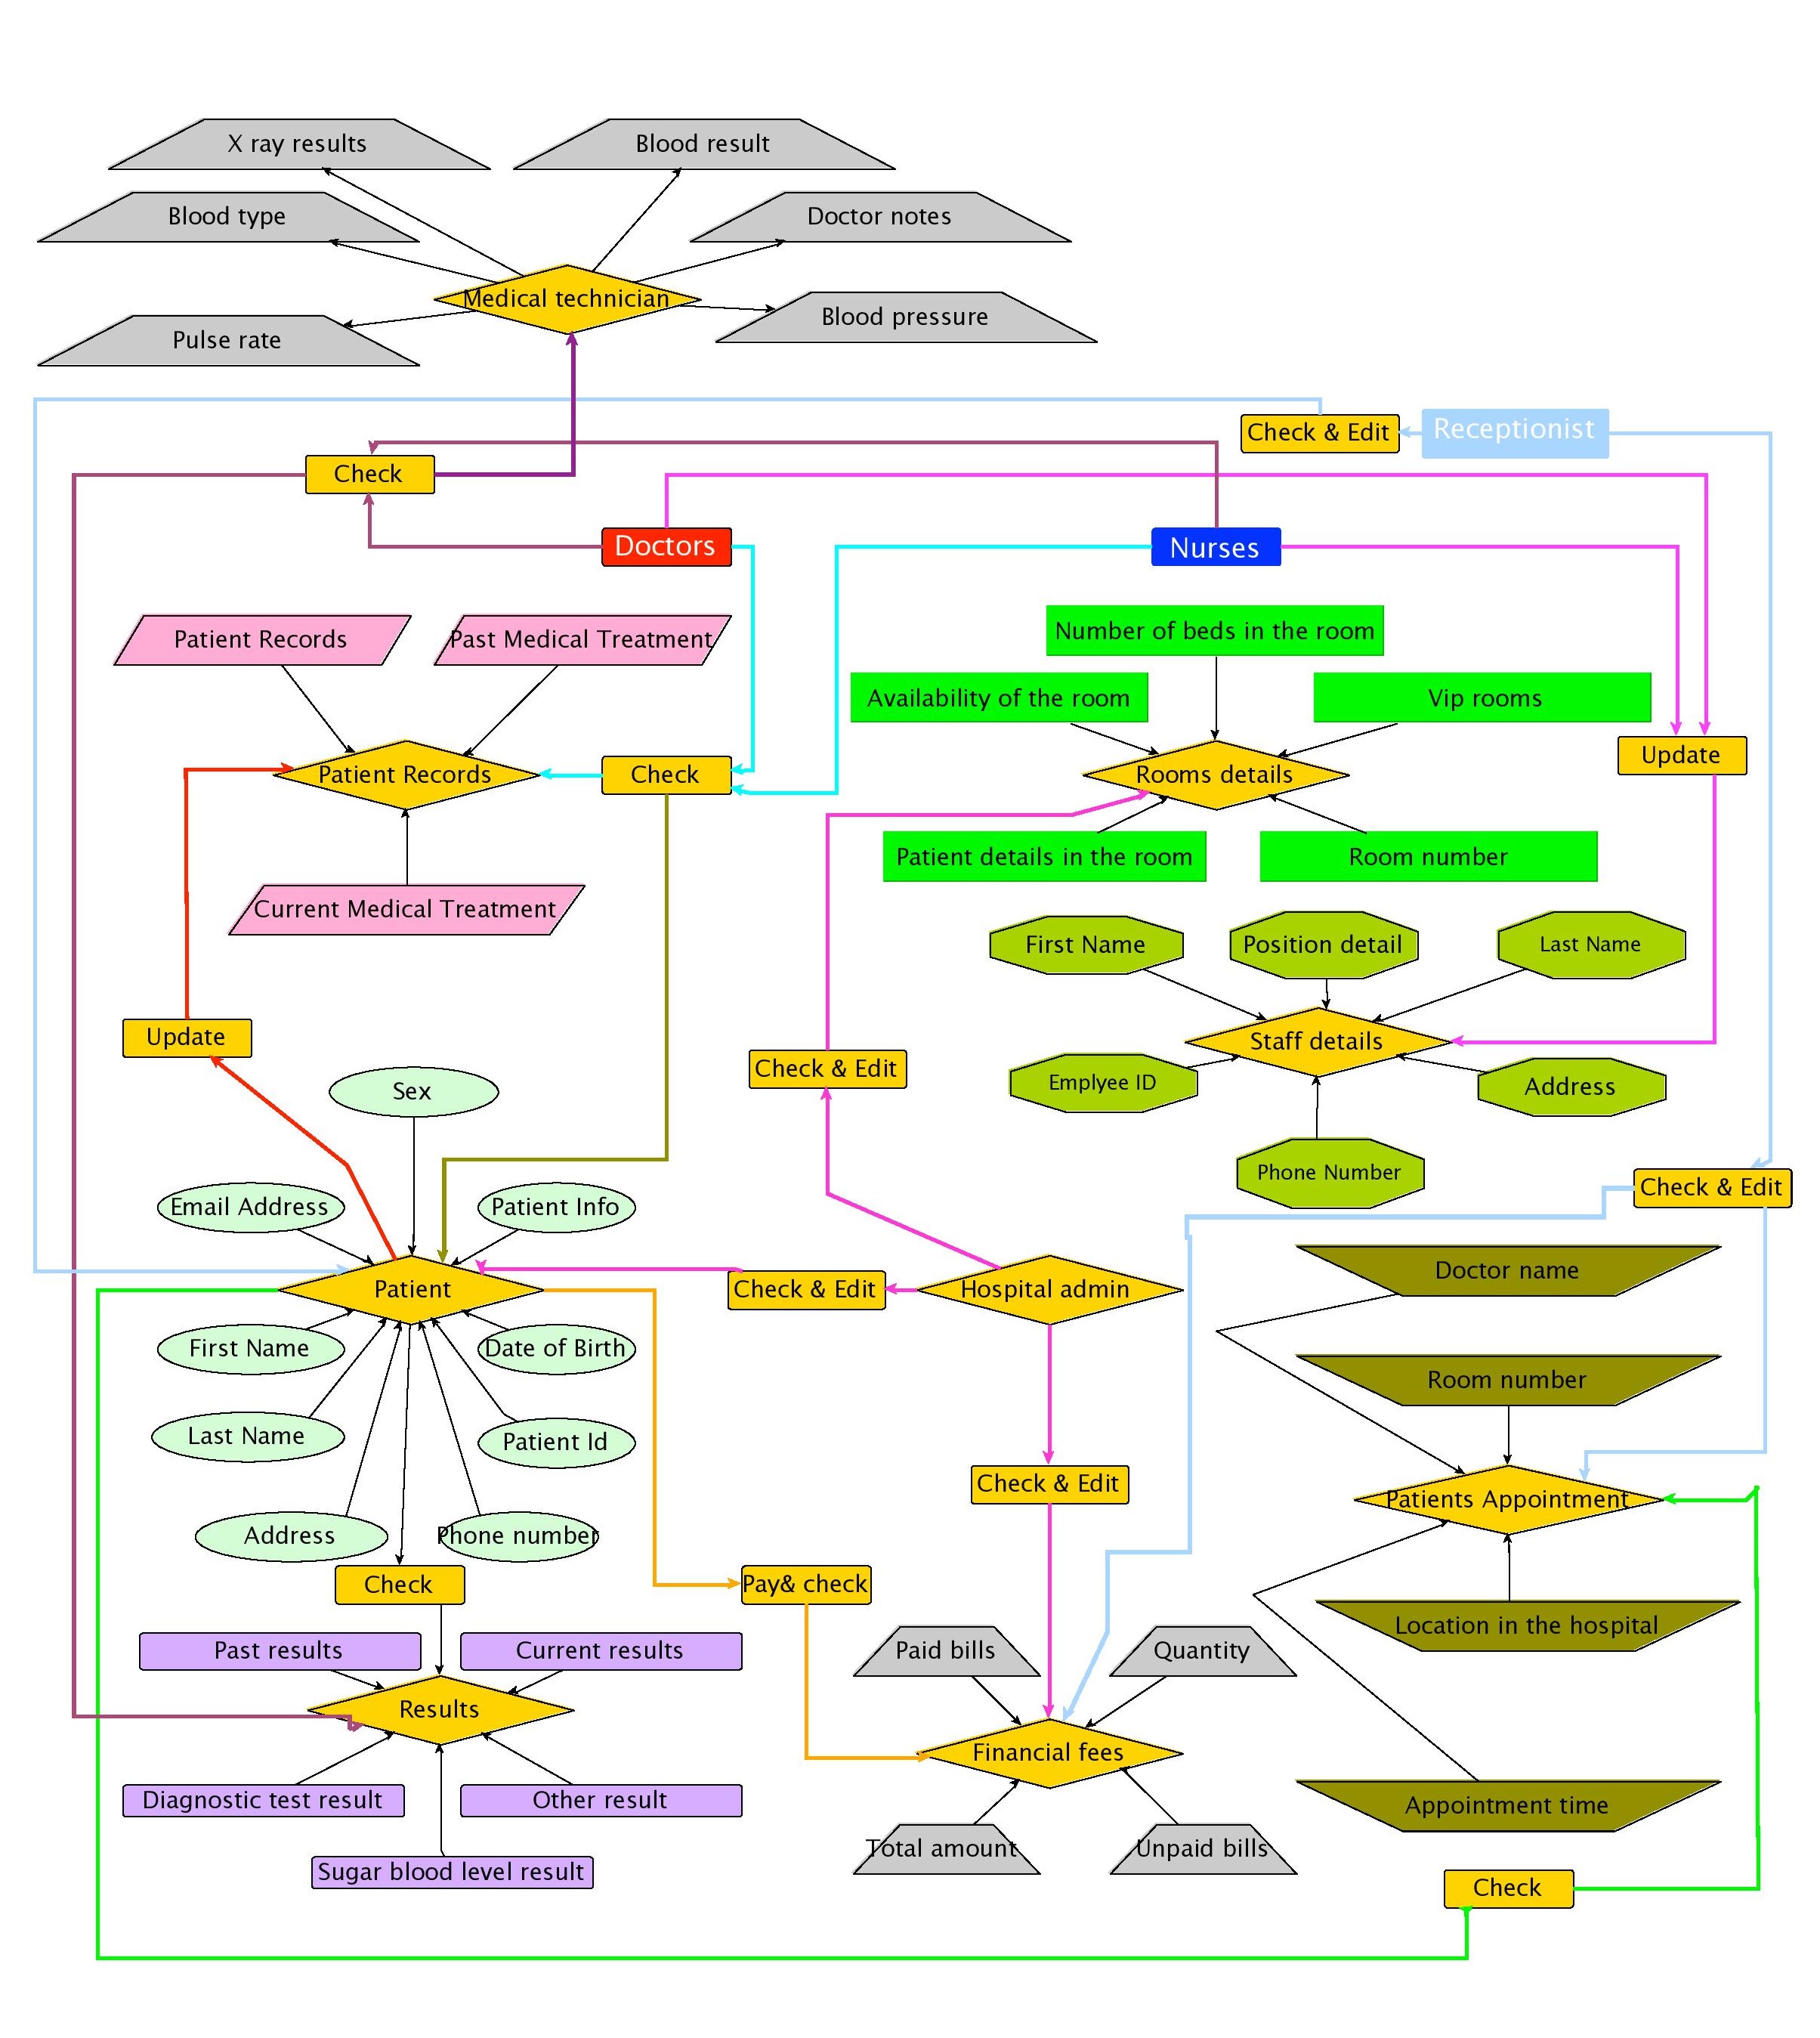 X ray results
Blood result
Blood type
Doctor notes
Medical technician
Blood pressure
Pulse rate
Check & Edit
Receptionist
Check
Doctors
Nurses
Patient Records
Past Medical Treatment
Number of beds in the room
Availability of the room
Vip rooms
Update
Patient Records
Check
Rooms details
Patient details in the room
Room number
Current Medical Treatment
First Name
Position detail
Last Name
Update
Staff details
Check & Edit
Emplyee ID
Address
Sex
Phone Number
Check & Edit
Email Address
Patient Info
Doctor name
Patient
Check & Edit
Hospital admin
First Name
Date of Birth
Room number
Last Name
Patient Id
Check & Edit
Patients Appointment
Address
Phone number
Check
Pay& check
Location in the hospital
Past results
Current results
Paid bills
Quantity
Results
Financial fees
Diagnostic test result
Other result
Appointment time
Total amount
Unpaid bills
Sugar blood level result
Check